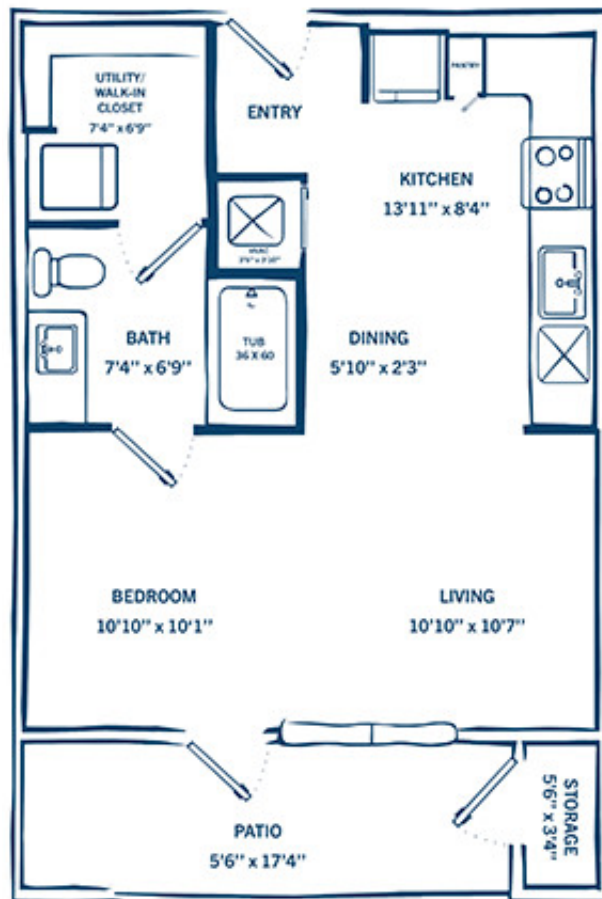 UTILITY/
WALK-IN
CLOSET
7'4" x 6'9"
ENTRY
PANTRY
KITCHEN
13'11" x 8'4"
HVAC
BATH
7'4" x 6'9"
TUB
36 X 60
DINING
5'10" x 2'3"
BEDROOM
10'10" x 10'1"
LIVING
10'10" x 10'7"
PATIO
5'6" x 17'4"
STORAGE
5'6" x 3'4"